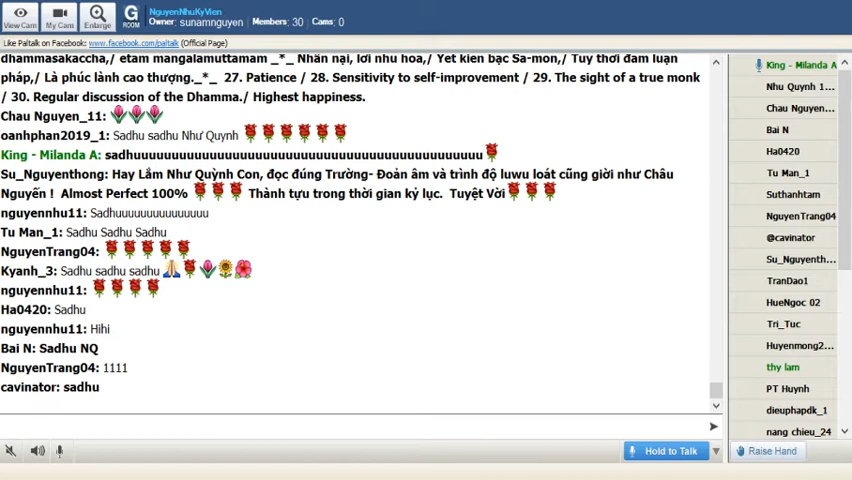 View Cam
My Cams
Enlarge
G
ROOM
NguyenNhuKyVien
Owner: sunamnguyen Members: 30 Cams: 0
Like Paltalk on Facebook: www.facebook.com/paltalk (Official Page)
dhammasakaccha,/ etam mangalamuttamam _*_ Nhẫn nại, lời nhu hòa,/ Yết kiến bậc Sa-môn,/ Tùy thời đàm luận
pháp,/ Là phúc lành cao thượng._*_ 27. Patience / 28. Sensitivity to self-improvement / 29. The sight of a true monk
/ 30. Regular discussion of the Dhamma./ Highest happiness.
Chau Nguyen_11:
oanhphan2019_1: Sadhu sadhu Như Quynh
King - Milanda A: sadhuuuuuuuuuuuuuuuuuuuuuuuuuuuuuuuuuuuuuuuuuuuuuuu
Su_Nguyenthong: Hay Lắm Như Quỳnh Con, đọc đúng Trường- Đoản âm và trình độ luwu loát cũng giời như Châu
Nguyến ! Almost Perfect 100% Thành tựu trong thời gian kỷ lục. Tuyệt Vời
nguyennhu11: Sadhuuuuuuuuuuuuuuu
Tu Man_1: Sadhu Sadhu Sadhu
NguyenTrang04:
Kyanh_3: Sadhu sadhu sadhu
nguyennhu11:
Ha0420: Sadhu
nguyennhu11: Hihi
Bai N: Sadhu NQ
NguyenTrang04: 1111
cavinator: sadhu
King - Milanda A
Nhu Quynh 1...
Chau Nguyen...
Bai N
Ha0420
Tu Man_1
Suthanhtam
NguyenTrang04
@cavinator
Su_Nguyenth...
TranDao1
HueNgoc 02
Tri_Tuc
Huyenmong2...
thy lam
PT Huynh
dieuphapdk_1
nang chieu_24
Hold to Talk
Raise Hand